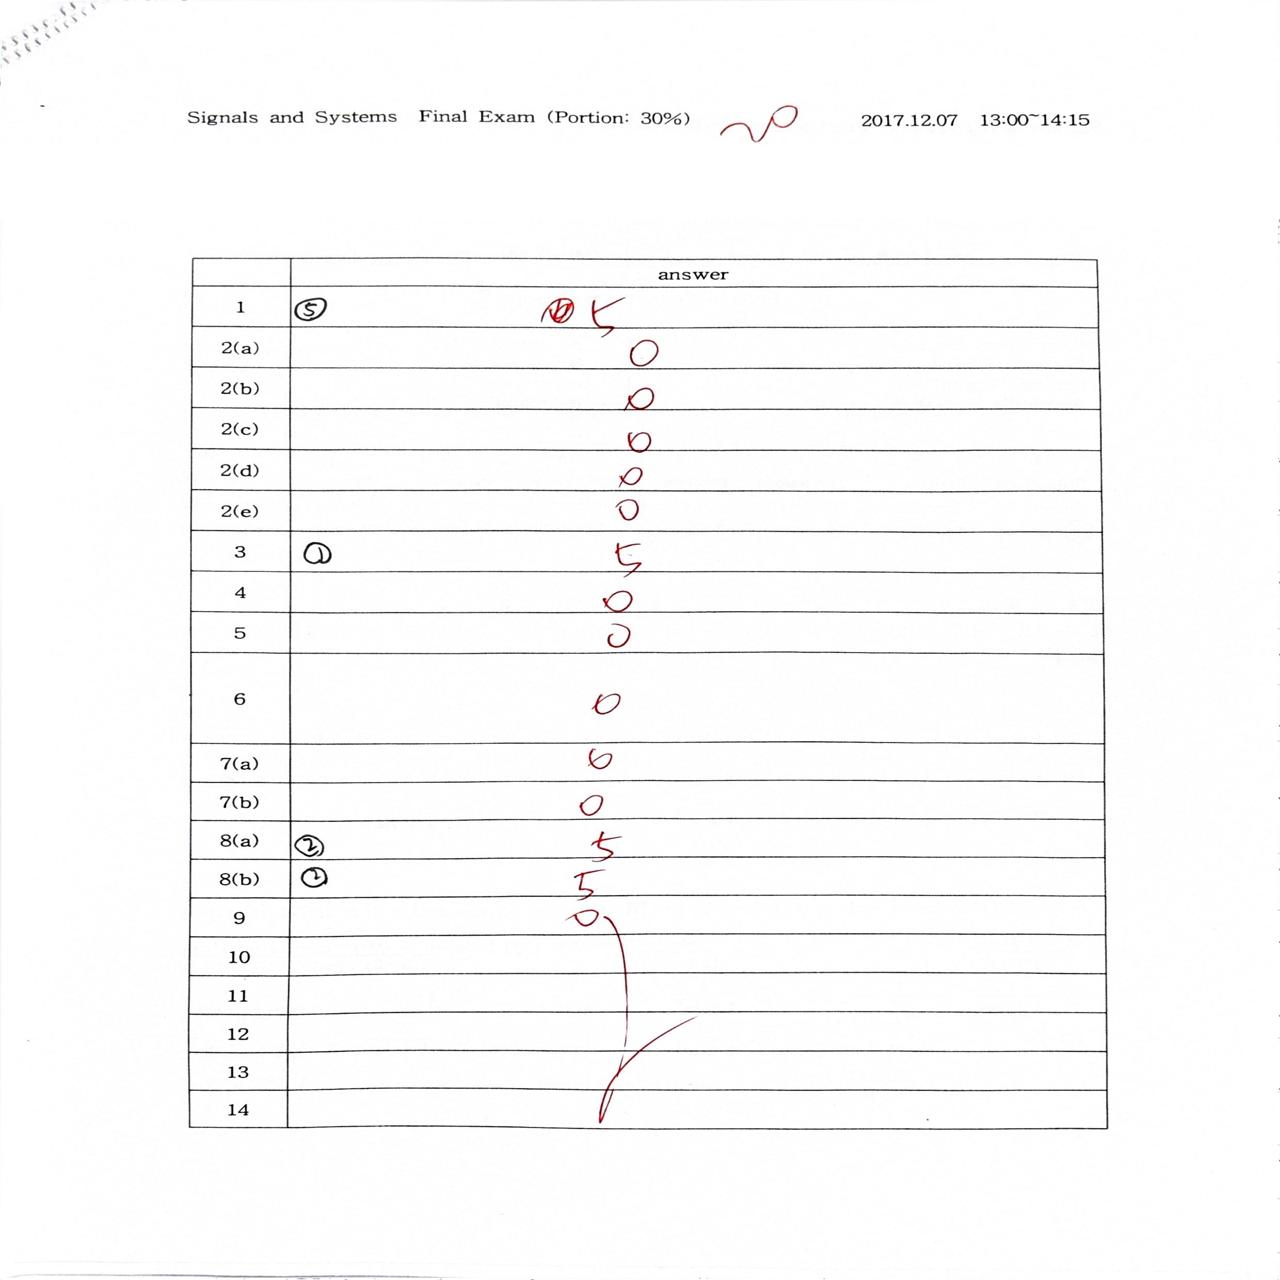 Signals and Systems Final Exam (Portion: 30%) 20 2017.12.07 13:00~14:15
answer
1 ⑤ 5
2(a) 0
2(b) 0
2(c) 0
2(d) 0
2(e) 0
3 ① 5
4 0
5 0
6 0
7(a) 0
7(b) 0
8(a) ② 5
8(b) ② 5
9 0
10
11
12
13
14